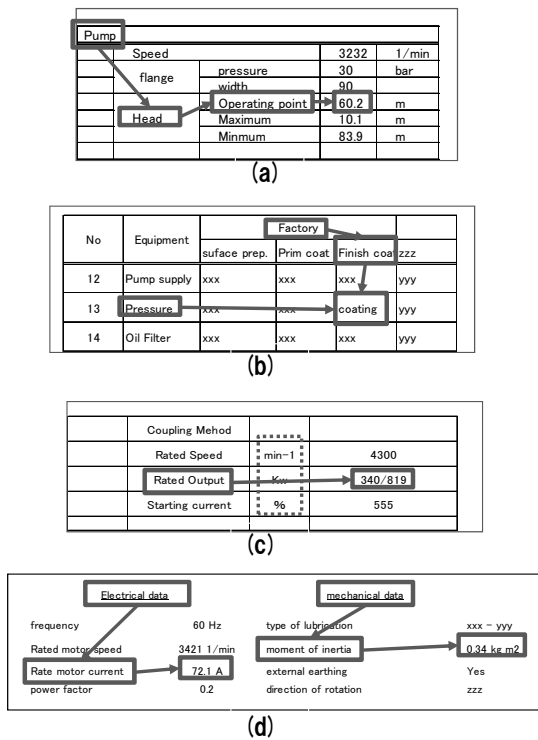 Pump
Speed 3232 1/min
flange pressure 30 bar
width 90
Head Operating point 60.2 m
Maximum 10.1 m
Minmum 83.9 m
(a)
Factory
No Equipment suface prep. Prim coat Finish coat zzz
12 Pump supply xxx xxx xxx yyy
13 Pressure xxx xxx coating yyy
14 Oil Filter xxx xxx xxx yyy
(b)
Coupling Mehod
Rated Speed min-1 4300
Rated Output Kw 340/819
Starting current % 555
(c)
Electrical data mechanical data
frequency 60 Hz type of lubrication xxx - yyy
Rated motor speed 3421 1/min moment of inertia 0.34 kg m2
Rate motor current 72.1 A external earthing Yes
power factor 0.2 direction of rotation zzz
(d)